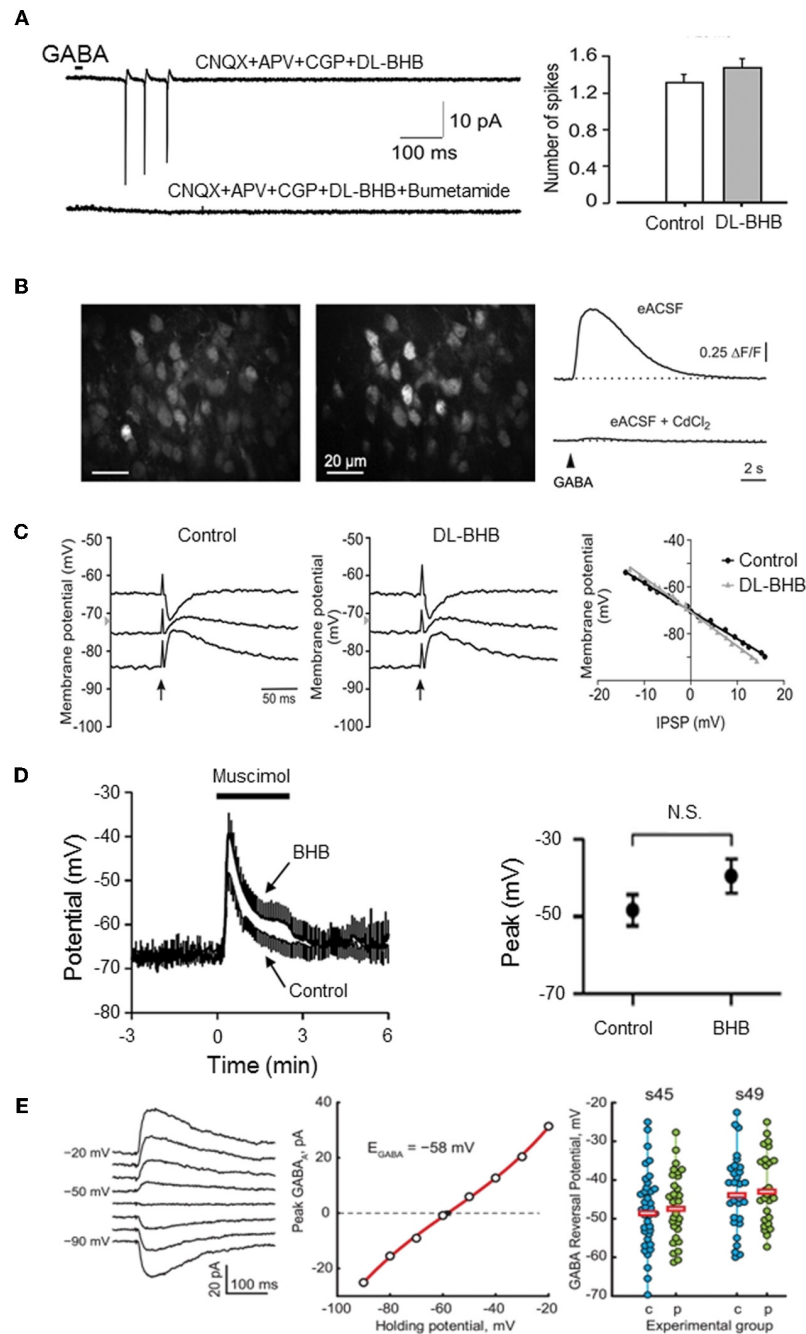 A
GABA
CNQX+APV+CGP+DL-BHB
10 pA
100 ms
CNQX+APV+CGP+DL-BHB+Bumetamide
Number of spikes
1.6
1.2
0.8
0.4
0
Control
DL-BHB
B
20 µm
eACSF
0.25 ΔF/F
eACSF + CdCl2
GABA
2 s
C
Control
Membrane potential (mV)
-50
-60
-70
-80
-90
-100
50 ms
DL-BHB
Membrane potential (mV)
-50
-60
-70
-80
-90
-100
Membrane potential (mV)
-40
-60
-80
Control
DL-BHB
-20
-10
0
10
20
IPSP (mV)
D
Potential (mV)
-30
-40
-50
-60
-70
-80
Muscimol
BHB
Control
-3
0
3
6
Time (min)
N.S.
Peak (mV)
-30
-50
-70
Control
BHB
E
−20 mV
−50 mV
−90 mV
20 pA
100 ms
Peak GABAA, pA
40
20
0
-20
EGABA = −58 mV
-100
-80
-60
-40
-20
Holding potential, mV
s45
s49
GABA Reversal Potential, mV
-20
-30
-40
-50
-60
-70
c
p
c
p
Experimental group